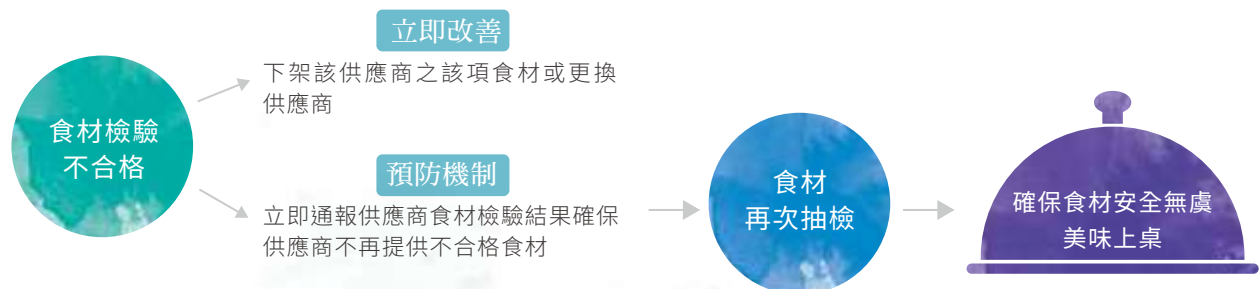 食材檢驗
不合格
立即改善
下架該供應商之該項食材或更換
供應商
預防機制
立即通報供應商食材檢驗結果確保
供應商不再提供不合格食材
食材
再次抽檢
確保食材安全無虞
美味上桌